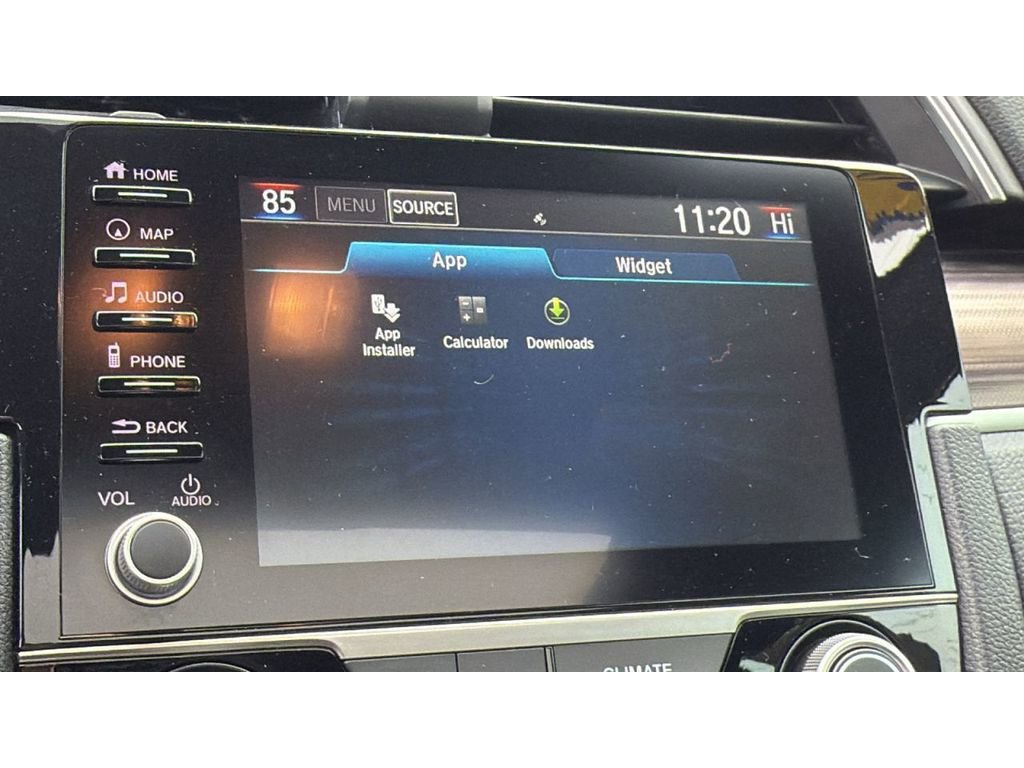 HOME
MAP
AUDIO
PHONE
BACK
VOL
AUDIO
85 MENU SOURCE 11:20 Hi
App Widget
App
Installer
Calculator
Downloads
CLIMATE